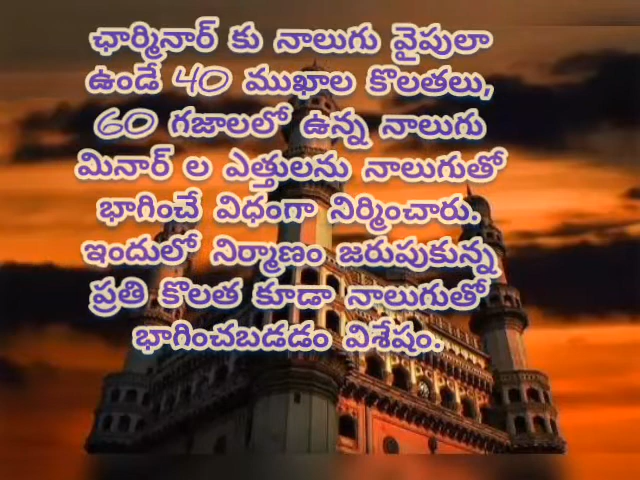 ఛార్మినార్ కు నాలుగు వైపులా
ఉండే 40 ముఖాల కొలతలు,
60 గజాలలో ఉన్న నాలుగు
మినార్ ల ఎత్తులను నాలుగుతో
భాగించే విధంగా నిర్మించారు.
ఇందులో నిర్మాణం జరుపుకున్న
ప్రతి కొలత కూడా నాలుగుతో
భాగించబడడం విశేషం.